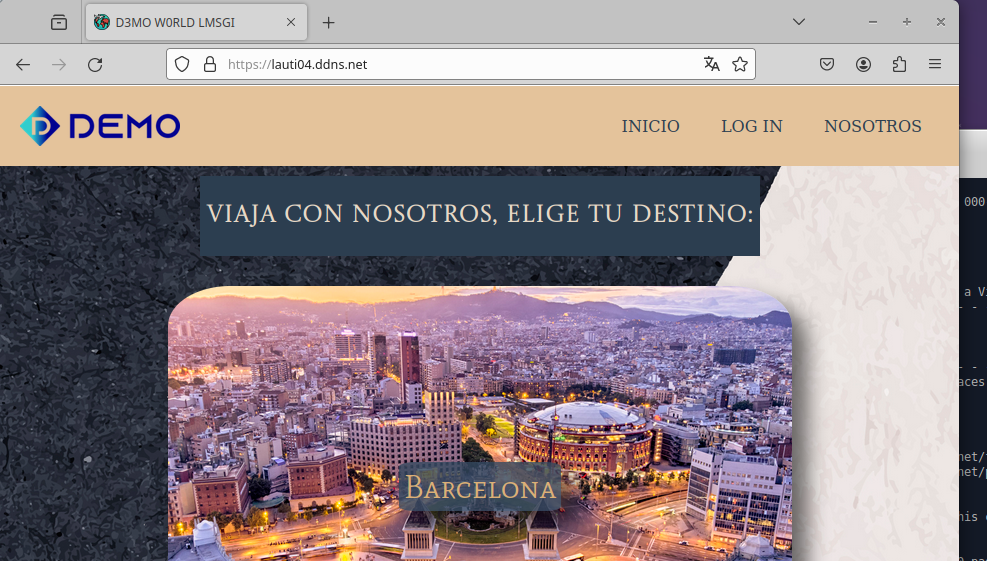 D3MO W0RLD LMSGI
https://lauti04.ddns.net
DEMO
INICIO
LOG IN
NOSOTROS
VIAJA CON NOSOTROS, ELIGE TU DESTINO:
Barcelona
000
a V
aces
net/
net/p